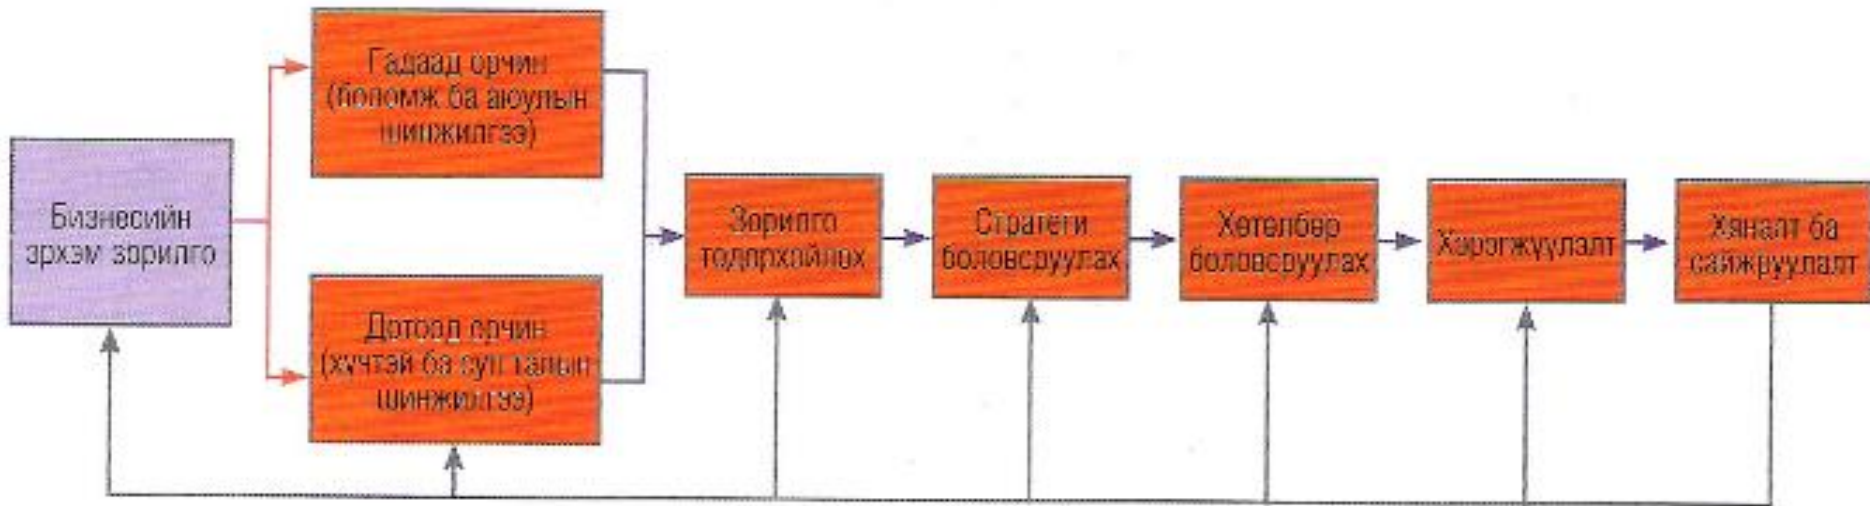 Бизнесийн
эрхэм зорилго
Гадаад орчин
(боломж ба аюулын
шинжилгээ)
Дотоод орчин
(хүчтэй ба сул талын
шинжилгээ)
Зорилго
тодорхойлох
Стратеги
боловсруулах
Хөтөлбөр
боловсруулах
Хэрэгжүүлалт
Хяналт ба
сайжруулалт